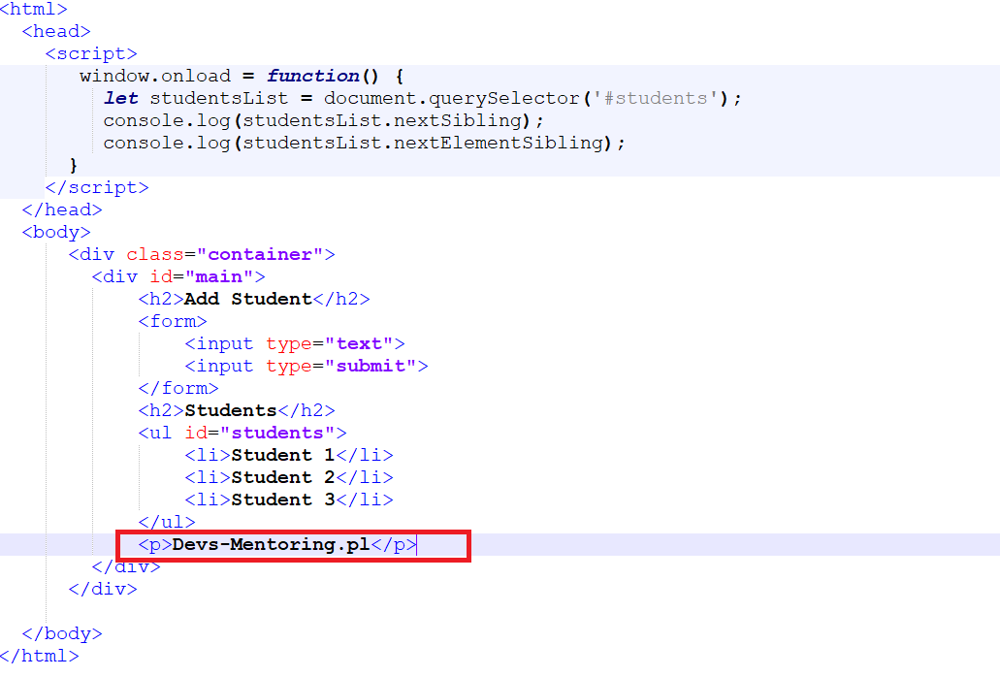 <html>
<head>
<script>
window.onload = function() {
let studentsList = document.querySelector('#students');
console.log(studentsList.nextSibling);
console.log(studentsList.nextElementSibling);
}
</script>
</head>
<body>
<div class="container">
<div id="main">
<h2>Add Student</h2>
<form>
<input type="text">
<input type="submit">
</form>
<h2>Students</h2>
<ul id="students">
<li>Student 1</li>
<li>Student 2</li>
<li>Student 3</li>
</ul>
<p>Devs-Mentoring.pl</p>
</div>
</div>
</body>
</html>